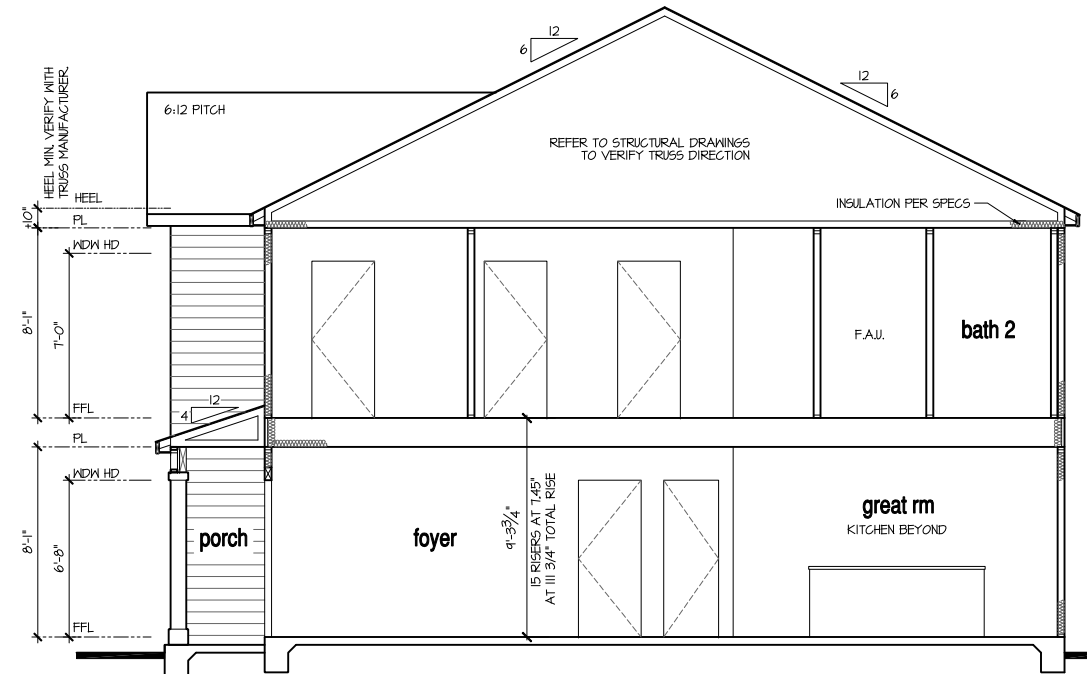 12
6
12
6
6:12 PITCH
HEEL MIN. VERIFY WITH
TRUSS MANUFACTURER.
REFER TO STRUCTURAL DRAWINGS
TO VERIFY TRUSS DIRECTION
HEEL
INSULATION PER SPECS
±10"
PL
WDW HD
8'-1"
7'-0"
F.A.U.
bath 2
12
4
FFL
PL
WDW HD
8'-1"
6'-8"
porch
foyer
9'-3 3/4"
15 RISERS AT 7.45"
AT 111 3/4" TOTAL RISE
great rm
KITCHEN BEYOND
FFL